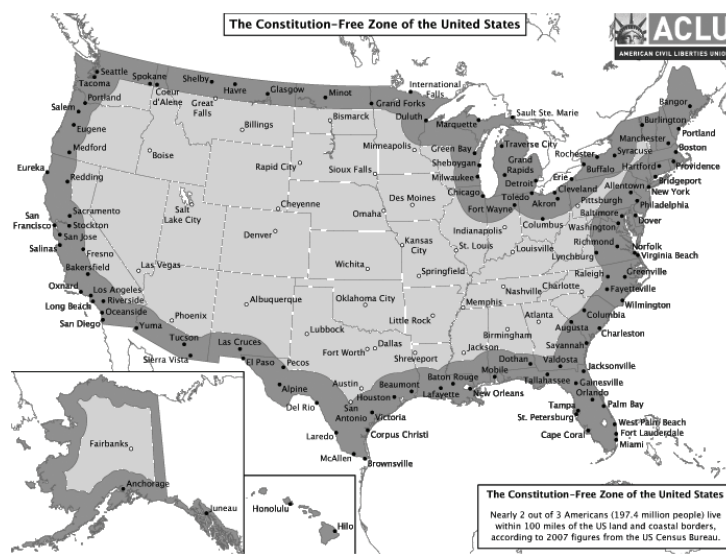 The Constitution-Free Zone of the United States
ACLU
AMERICAN CIVIL LIBERTIES UNION
Seattle
Tacoma
Spokane
Coeur
d'Alene
Shelby
Havre
Great
Falls
Glasgow
Minot
Grand Forks
International
Falls
Duluth
Marquette
Sault Ste. Marie
Bangor
Portland
Salem
Eugene
Medford
Boise
Billings
Bismarck
Minneapolis
Green Bay
Sheboygan
Milwaukee
Chicago
Traverse City
Grand
Rapids
Detroit
Toledo
Fort Wayne
Burlington
Manchester
Portland
Boston
Providence
Rochester
Syracuse
Buffalo
Hartford
Bridgeport
Erie
Cleveland
Akron
Columbus
Allentown
New York
Pittsburgh
Philadelphia
Baltimore
Dover
Washington
Eureka
Redding
Rapid City
Sioux Falls
Sacramento
Stockton
San
Francisco
San Jose
Salinas
Fresno
Bakersfield
Salt
Lake City
Cheyenne
Denver
Omaha
Des Moines
Indianapolis
Kansas
City
St. Louis
Louisville
Richmond
Norfolk
Virginia Beach
Lynchburg
Las Vegas
Wichita
Springfield
Raleigh
Greenville
Nashville
Charlotte
Fayetteville
Wilmington
Oxnard
Los Angeles
Long Beach
Riverside
Oceanside
San Diego
Phoenix
Yuma
Tucson
Sierra Vista
Albuquerque
Las Cruces
El Paso
Oklahoma City
Little Rock
Memphis
Atlanta
Columbia
Augusta
Charleston
Savannah
Birmingham
Lubbock
Fort Worth
Dallas
Shreveport
Jackson
Dothan
Valdosta
Jacksonville
Pecos
Alpine
Del Rio
Austin
Houston
San
Antonio
Beaumont
Baton Rouge
Lafayette
Mobile
New Orleans
Tallahassee
Gainesville
Orlando
Victoria
Corpus Christi
Laredo
McAllen
Brownsville
Tampa
St. Petersburg
Palm Bay
Cape Coral
West Palm Beach
Fort Lauderdale
Miami
Fairbanks
Anchorage
Juneau
Honolulu
Hilo
The Constitution-Free Zone of the United States
Nearly 2 out of 3 Americans (197.4 million people) live
within 100 miles of the US land and coastal borders,
according to 2007 figures from the US Census Bureau.